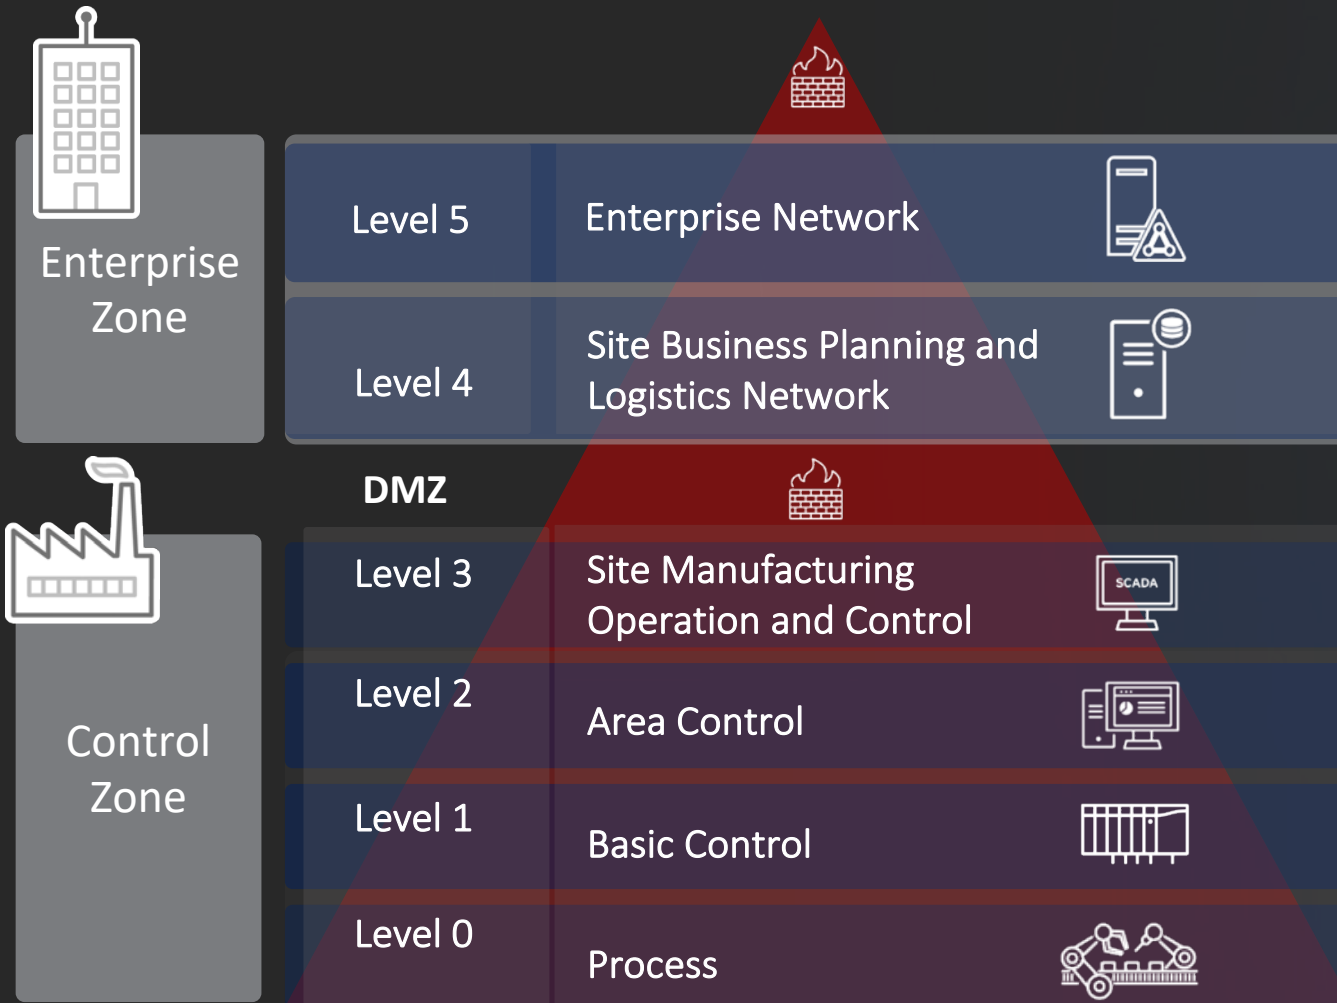 Enterprise
Zone
Level 5
Enterprise Network
Level 4
Site Business Planning and
Logistics Network
DMZ
Control
Zone
Level 3
Site Manufacturing
Operation and Control
SCADA
Level 2
Area Control
Level 1
Basic Control
Level 0
Process